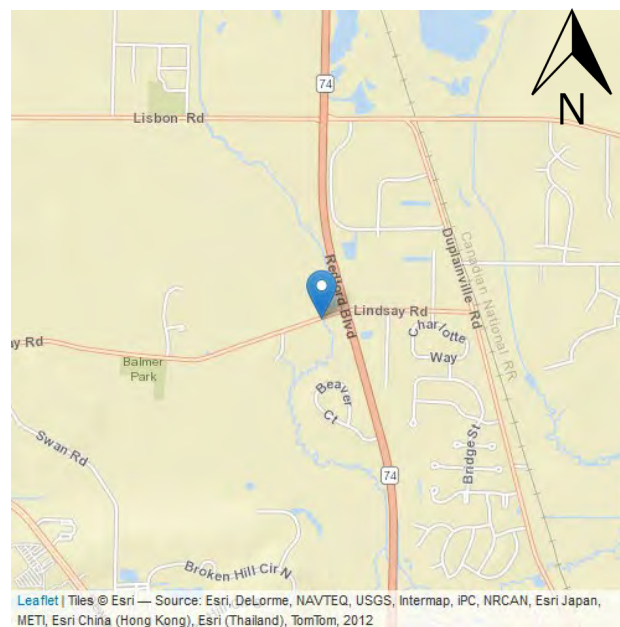 74
Lisbon Rd
N
Duplainville Rd
Canadian National RR
Redford Blvd
Lindsay Rd
Charlotte
Way
ay Rd
Balmer
Park
Beaver
Ct
Swan Rd
Bridge St
74
Broken Hill Cir N
Leaflet | Tiles © Esri — Source: Esri, DeLorme, NAVTEQ, USGS, Intermap, iPC, NRCAN, Esri Japan,
METI, Esri China (Hong Kong), Esri (Thailand), TomTom, 2012